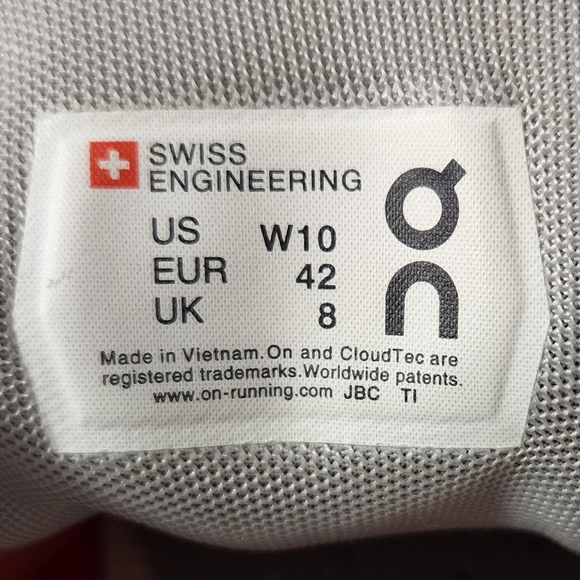 SWISS
ENGINEERING
US W10
EUR 42
UK 8
On
Made in Vietnam. On and CloudTec are
registered trademarks. Worldwide patents.
www.on-running.com JBC TI